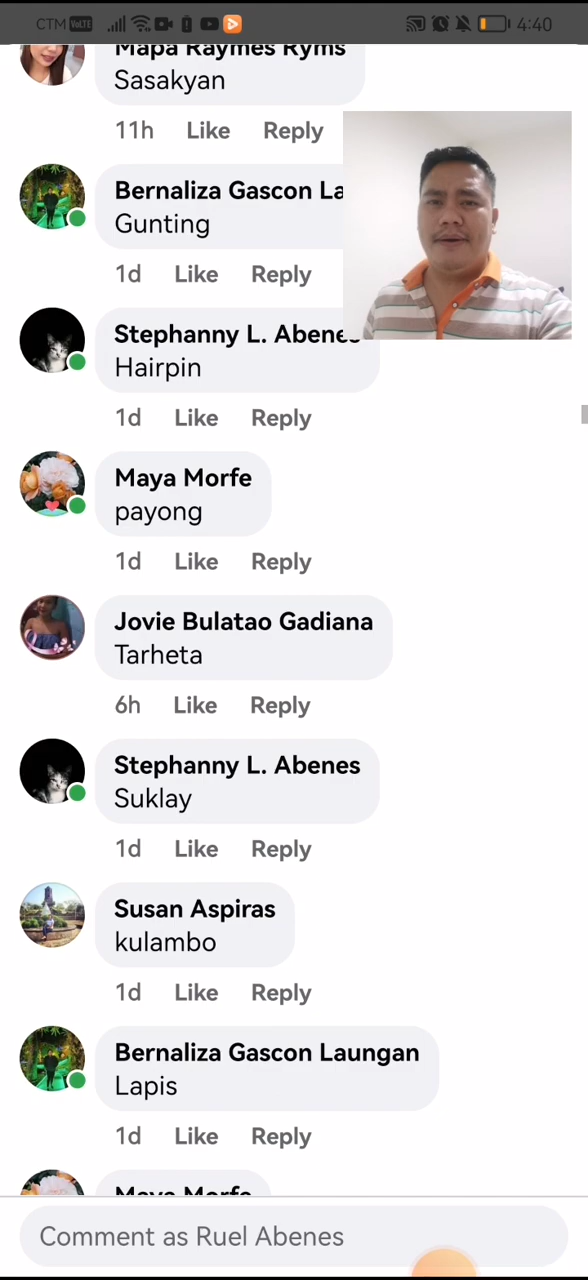 CTM VoLTE 4:40
Mapa Raymes Ryms
Sasakyan
11h Like Reply
Bernaliza Gascon La
Gunting
1d Like Reply
Stephanny L. Abenes
Hairpin
1d Like Reply
Maya Morfe
payong
1d Like Reply
Jovie Bulatao Gadiana
Tarheta
6h Like Reply
Stephanny L. Abenes
Suklay
1d Like Reply
Susan Aspiras
kulambo
1d Like Reply
Bernaliza Gascon Laungan
Lapis
1d Like Reply
Maya Morfe
Comment as Ruel Abenes